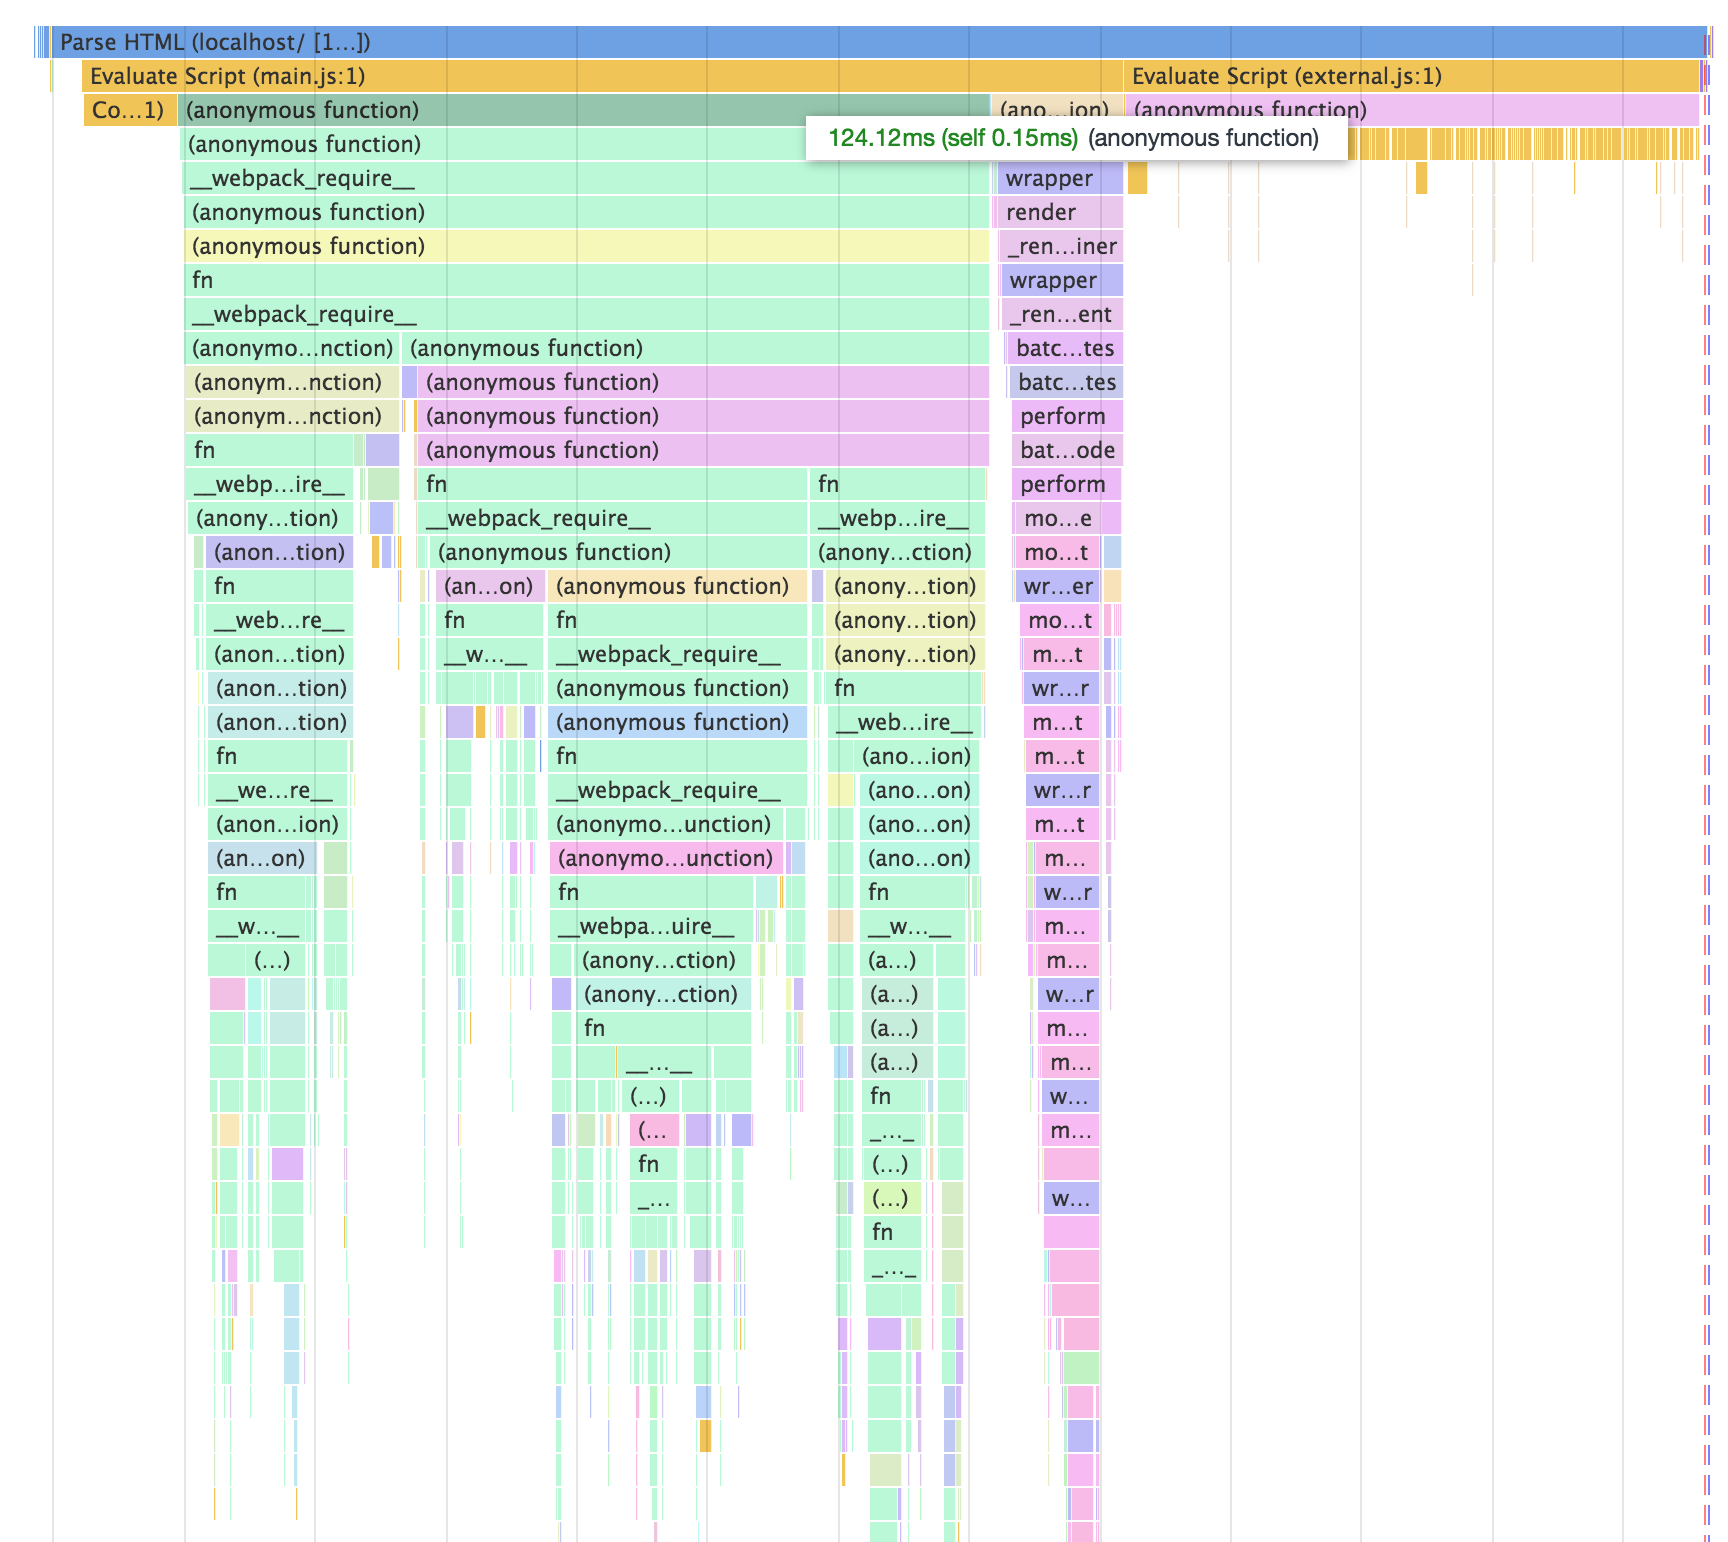 Parse HTML (localhost/ [1…])
Evaluate Script (main.js:1) Evaluate Script (external.js:1)
Co…1) (anonymous function) (ano…ion) (anonymous function)
124.12ms (self 0.15ms) (anonymous function)
(anonymous function)
__webpack_require__ wrapper
(anonymous function) render
(anonymous function) _ren…iner
fn wrapper
__webpack_require__ _ren…ent
(anonymo…nction) (anonymous function) batc…tes
(anonym…nction) (anonymous function) batc…tes
(anonym…nction) (anonymous function) perform
fn (anonymous function) bat…ode
__webp…ire__ fn fn perform
(anony…tion) __webpack_require__ __webp…ire__ mo…e
(anon…tion) (anonymous function) (anony…ction) mo…t
fn (an…on) (anonymous function) (anony…tion) wr…er
__web…re__ fn fn (anony…tion) mo…t
(anon…tion) __w…__ __webpack_require__ (anony…tion) m…t
(anon…tion) (anonymous function) fn wr…r
(anon…tion) (anonymous function) __web…ire__ m…t
fn fn (ano…ion) m…t
__we…re__ __webpack_require__ (ano…on) wr…r
(anon…ion) (anonymo…unction) (ano…on) m…t
(an…on) (anonymo…unction) (ano…on) m…
fn fn fn w…r
__w…__ __webpa…uire__ __w…__ m…
(…) (anony…ction) (a…) m…
(anony…ction) (a…) w…r
fn (a…) m…
__…__ (a…) m…
(…) fn w…
(… _…_ m…
fn (…)
_… (…) w…
fn
_…_